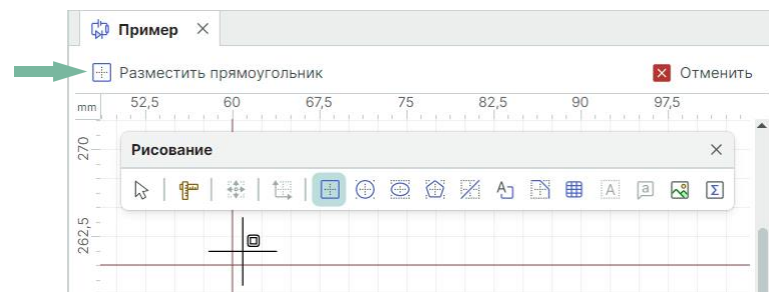 Пример
Разместить прямоугольник
Отменить
mm 52,5 60 67,5 75 82,5 90 97,5
270
Рисование
A A a Σ
262,5